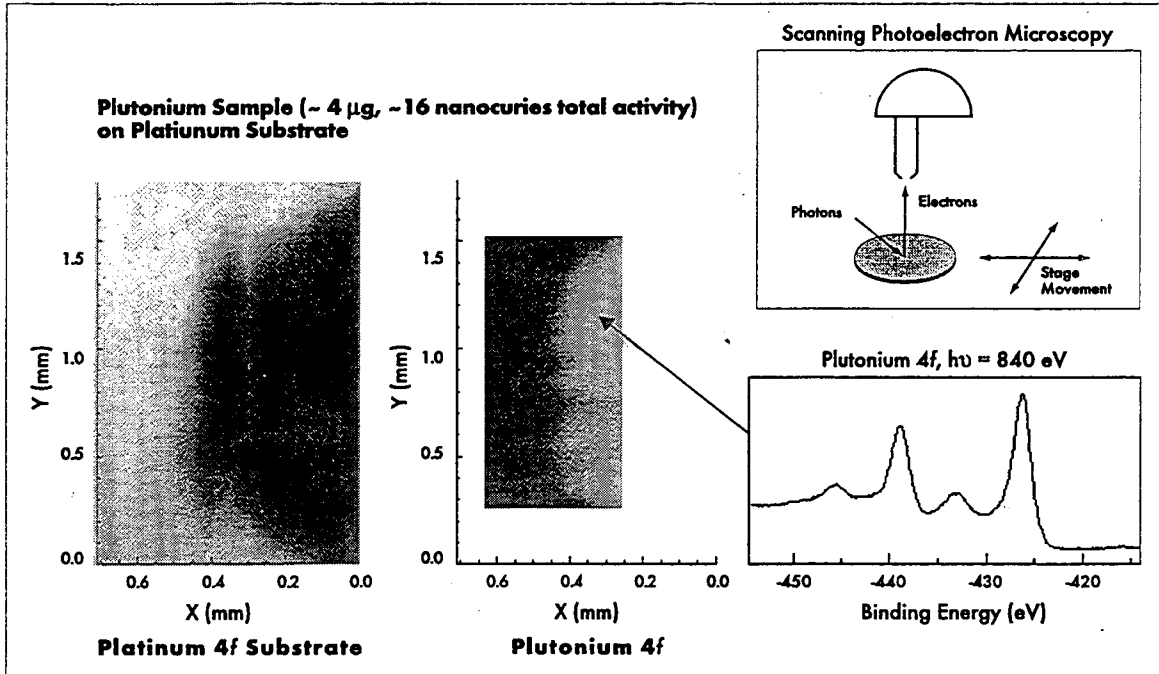 Scanning Photoelectron Microscopy
Plutonium Sample (~ 4 µg, ~16 nanocuries total activity)
on Platiunum Substrate
Electrons
Photons
Stage
Movement
Y (mm)
1.5
1.0
0.5
0.0
0.6 0.4 0.2 0.0
X (mm)
Platinum 4f Substrate
Y (mm)
1.5
1.0
0.5
0.0
0.6 0.4 0.2 0.0
X (mm)
Plutonium 4f
Plutonium 4f, hυ = 840 eV
-450 -440 -430 -420
Binding Energy (eV)